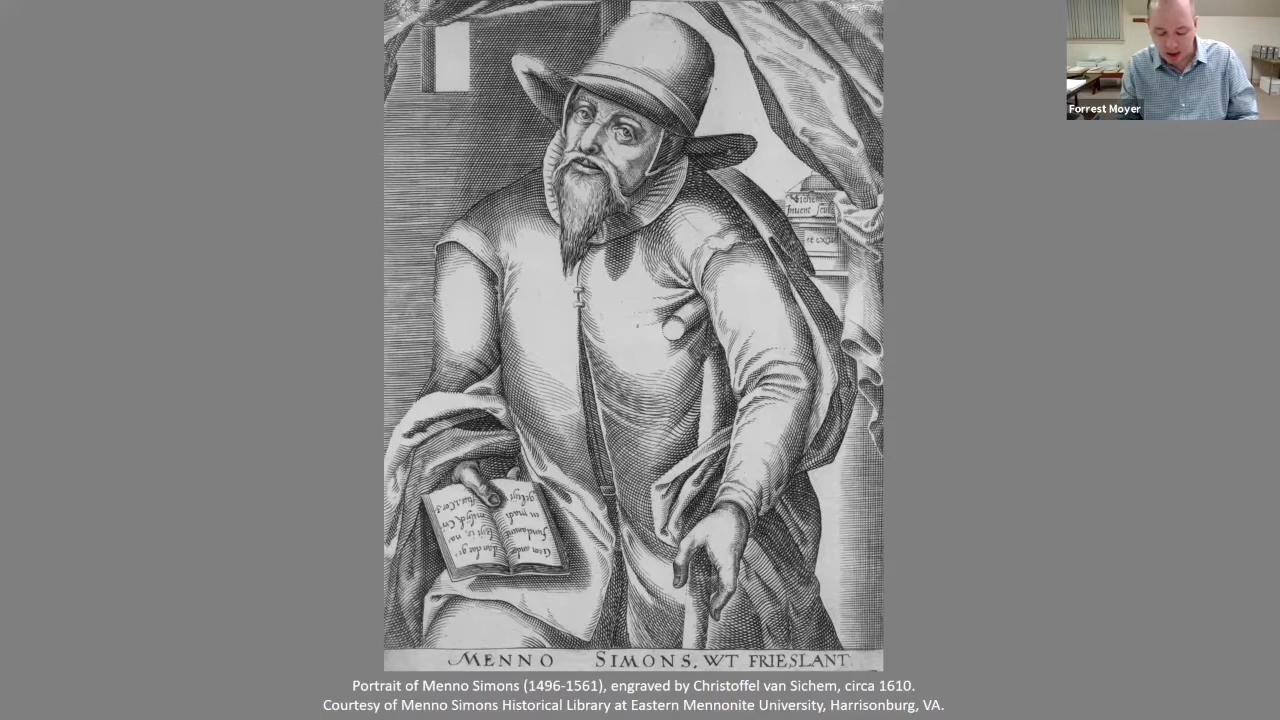 Forrest Moyer
MENNO SIMONS. WT FRIESLANT
Portrait of Menno Simons (1496-1561), engraved by Christoffel van Sichem, circa 1610.
Courtesy of Menno Simons Historical Library at Eastern Mennonite University, Harrisonburg, VA.